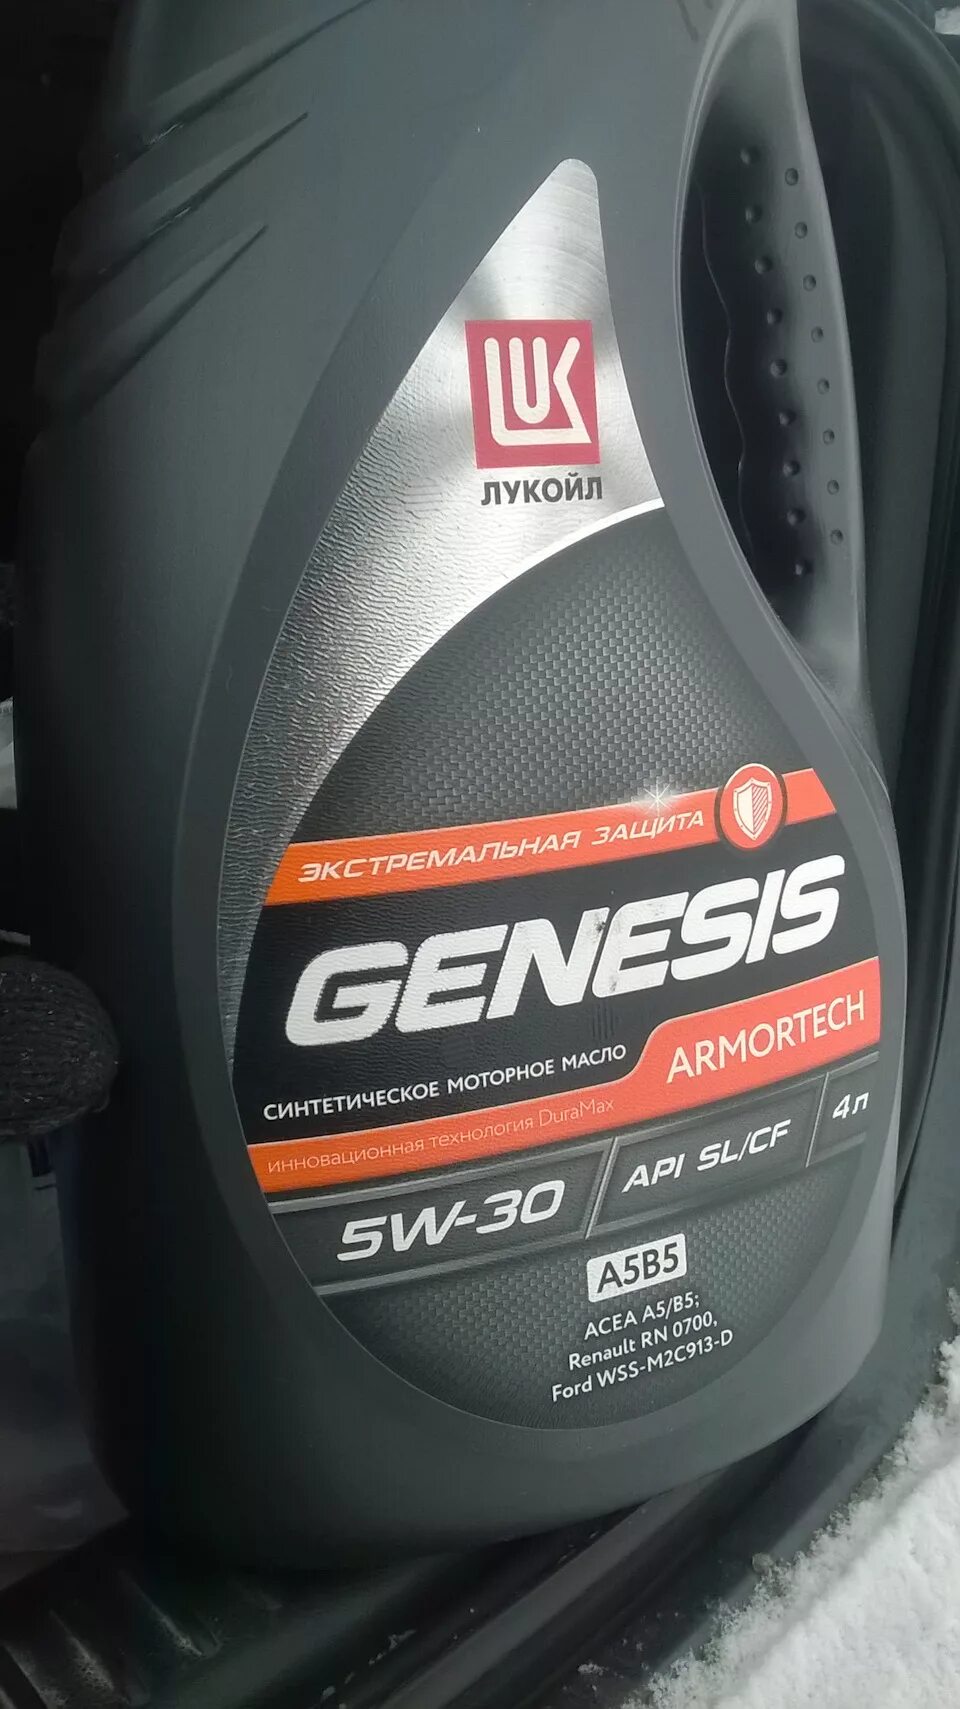 LUK
ЛУКОЙЛ
ЭКСТРЕМАЛЬНАЯ ЗАЩИТА
GENESIS
ARMORTECH
СИНТЕТИЧЕСКОЕ МОТОРНОЕ МАСЛО
ИННОВАЦИОННАЯ ТЕХНОЛОГИЯ DuraMax
5W-30
API SL/CF
4л
A5B5
ACEA A5/B5;
Renault RN 0700,
Ford WSS-M2C913-D